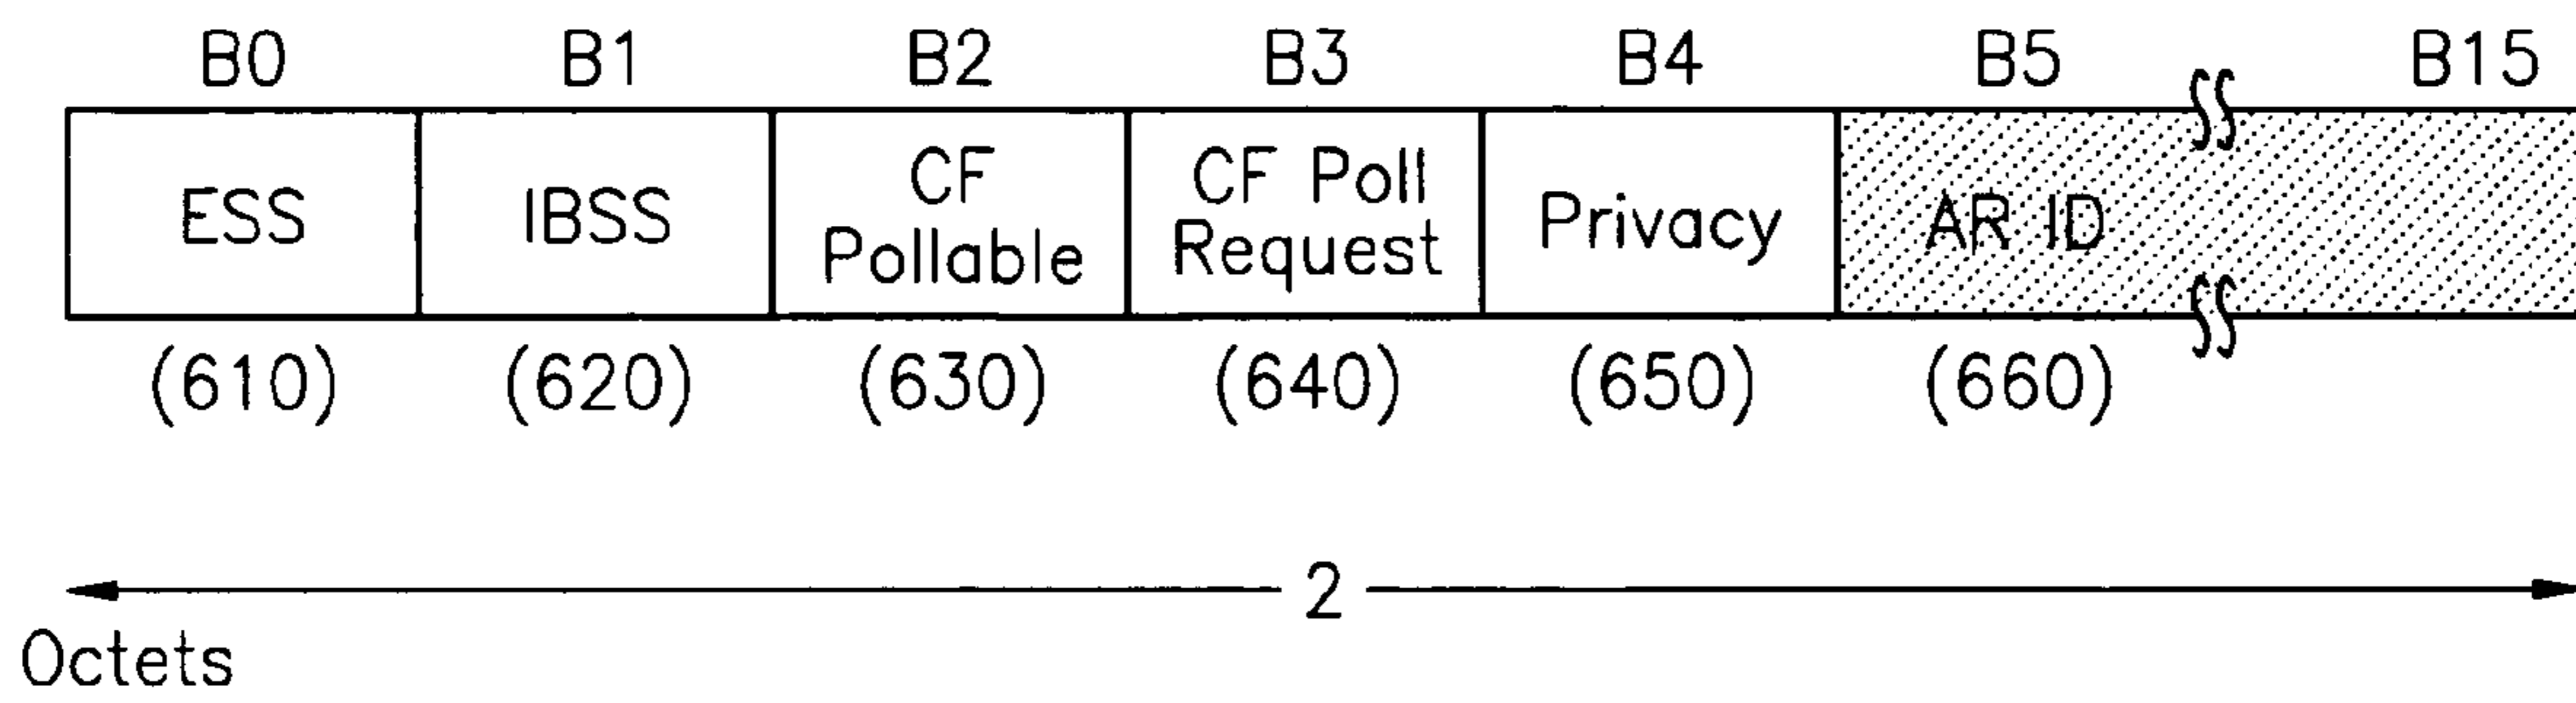 B0 B1 B2 B3 B4 B5 B15
ESS IBSS CF Pollable CF Poll Request Privacy AR ID
(610) (620) (630) (640) (650) (660)
2
Octets